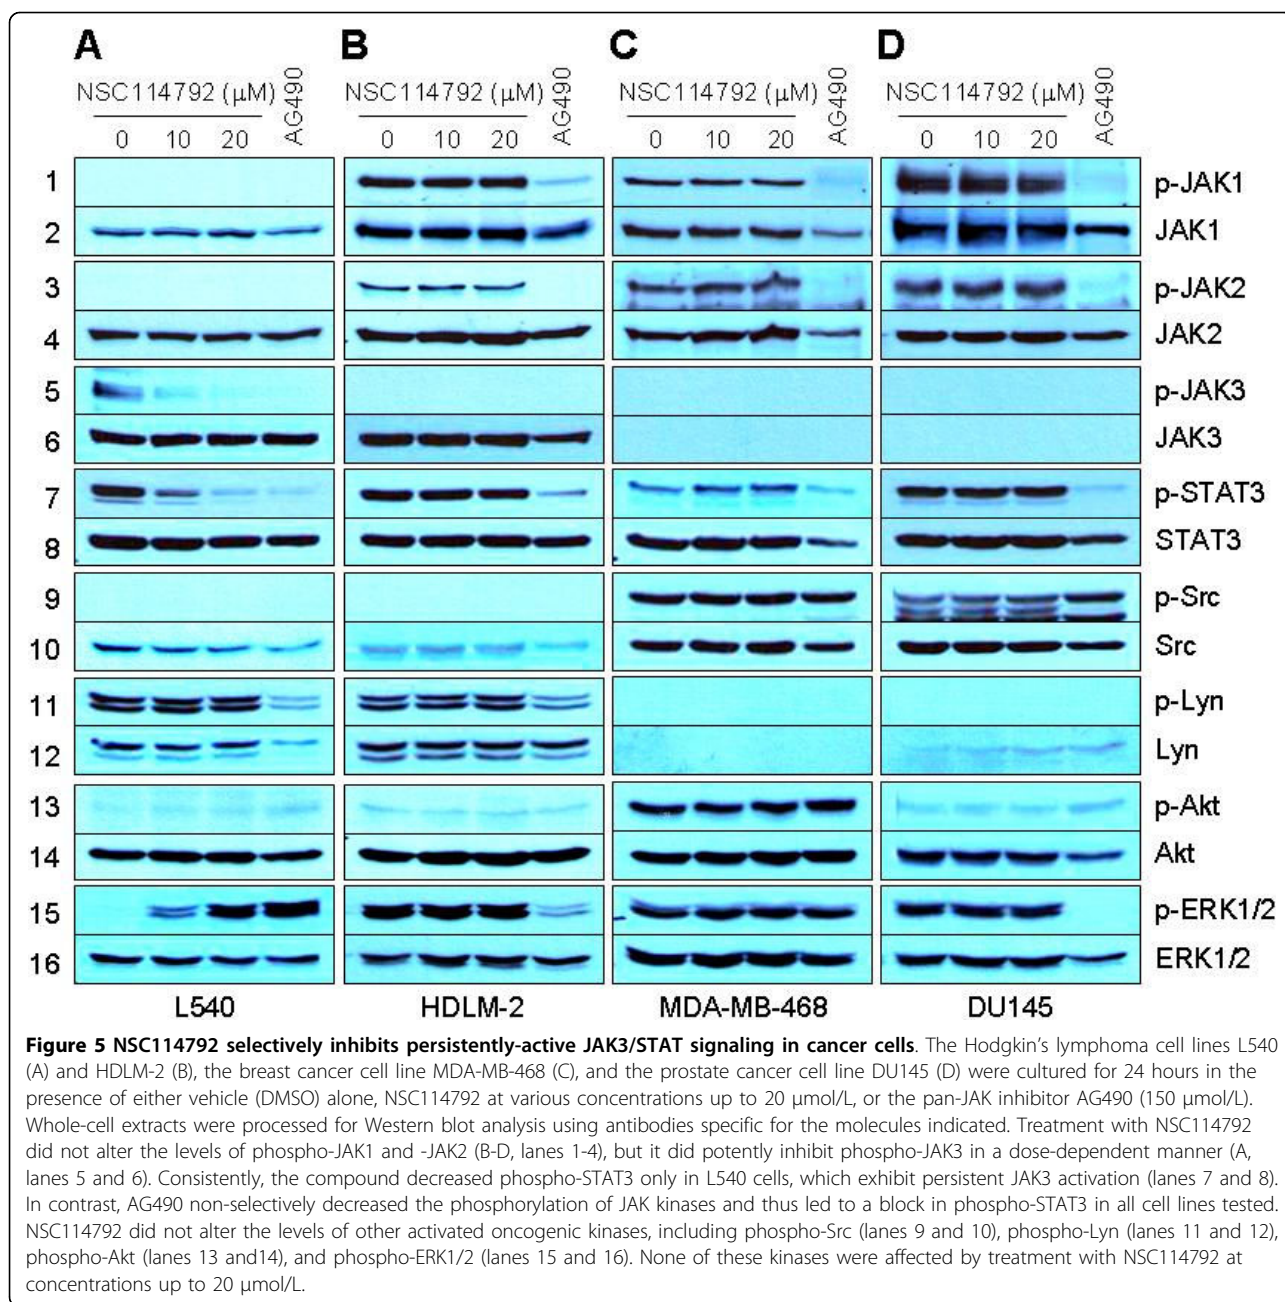 A B C D
NSC114792 (μM) AG490 NSC114792 (μM) AG490 NSC114792 (μM) AG490 NSC114792 (μM) AG490
0 10 20 0 10 20 0 10 20 0 10 20
1 p-JAK1
2 JAK1
3 p-JAK2
4 JAK2
5 p-JAK3
6 JAK3
7 p-STAT3
8 STAT3
9 p-Src
10 Src
11 p-Lyn
12 Lyn
13 p-Akt
14 Akt
15 p-ERK1/2
16 ERK1/2
L540 HDLM-2 MDA-MB-468 DU145
Figure 5 NSC114792 selectively inhibits persistently-active JAK3/STAT signaling in cancer cells. The Hodgkin's lymphoma cell lines L540
(A) and HDLM-2 (B), the breast cancer cell line MDA-MB-468 (C), and the prostate cancer cell line DU145 (D) were cultured for 24 hours in the
presence of either vehicle (DMSO) alone, NSC114792 at various concentrations up to 20 μmol/L, or the pan-JAK inhibitor AG490 (150 μmol/L).
Whole-cell extracts were processed for Western blot analysis using antibodies specific for the molecules indicated. Treatment with NSC114792
did not alter the levels of phospho-JAK1 and -JAK2 (B-D, lanes 1-4), but it did potently inhibit phospho-JAK3 in a dose-dependent manner (A,
lanes 5 and 6). Consistently, the compound decreased phospho-STAT3 only in L540 cells, which exhibit persistent JAK3 activation (lanes 7 and 8).
In contrast, AG490 non-selectively decreased the phosphorylation of JAK kinases and thus led to a block in phospho-STAT3 in all cell lines tested.
NSC114792 did not alter the levels of other activated oncogenic kinases, including phospho-Src (lanes 9 and 10), phospho-Lyn (lanes 11 and 12),
phospho-Akt (lanes 13 and14), and phospho-ERK1/2 (lanes 15 and 16). None of these kinases were affected by treatment with NSC114792 at
concentrations up to 20 μmol/L.